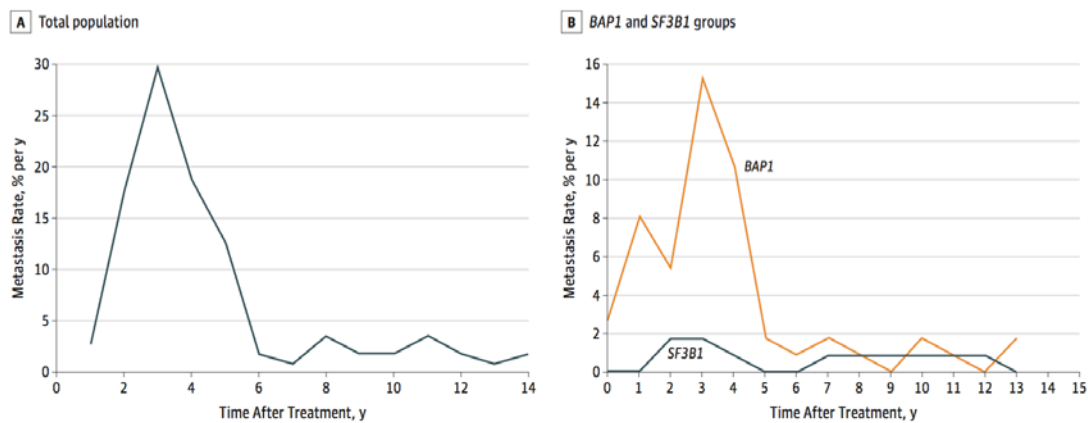 A Total population
30
25
20
15
10
5
0
Metastasis Rate, % per y
0 2 4 6 8 10 12 14
Time After Treatment, y
B BAP1 and SF3B1 groups
16
14
12
10
8
6
4
2
0
Metastasis Rate, % per y
BAP1
SF3B1
0 1 2 3 4 5 6 7 8 9 10 11 12 13 14 15
Time After Treatment, y